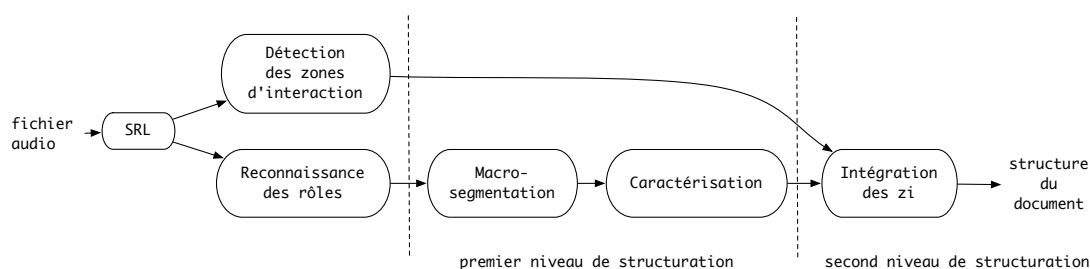 Détection
des zones
d'interaction
fichier
audio
SRL
Reconnaissance
des rôles
Macro-
segmentation
Caractérisation
Intégration
des zi
structure
du
document
premier niveau de structuration
second niveau de structuration